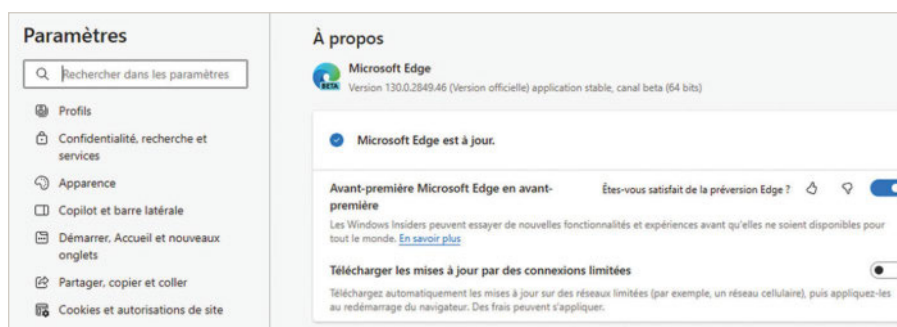 Paramètres
Rechercher dans les paramètres
Profils
Confidentialité, recherche et
services
Apparence
Copilot et barre latérale
Démarrer, Accueil et nouveaux
onglets
Partager, copier et coller
Cookies et autorisations de site
À propos
BETA
Microsoft Edge
Version 130.0.2849.46 (Version officielle) application stable, canal beta (64 bits)
Microsoft Edge est à jour.
Avant-première Microsoft Edge en avant-
première
Êtes-vous satisfait de la préversion Edge ?
Les Windows Insiders peuvent essayer de nouvelles fonctionnalités et expériences avant qu'elles ne soient disponibles pour
tout le monde. En savoir plus
Télécharger les mises à jour par des connexions limitées
Téléchargez automatiquement les mises à jour sur des réseaux limitées (par exemple, un réseau cellulaire), puis appliquez-les
au redémarrage du navigateur. Des frais peuvent s'appliquer.